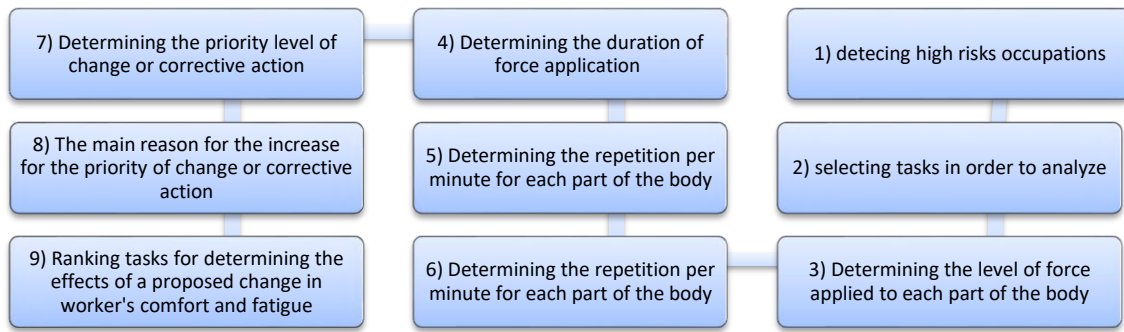 7) Determining the priority level of
change or corrective action
8) The main reason for the increase
for the priority of change or corrective
action
9) Ranking tasks for determining the
effects of a proposed change in
worker's comfort and fatigue
4) Determining the duration of
force application
5) Determining the repetition per
minute for each part of the body
6) Determining the repetition per
minute for each part of the body
1) detecing high risks occupations
2) selecting tasks in order to analyze
3) Determining the level of force
applied to each part of the body